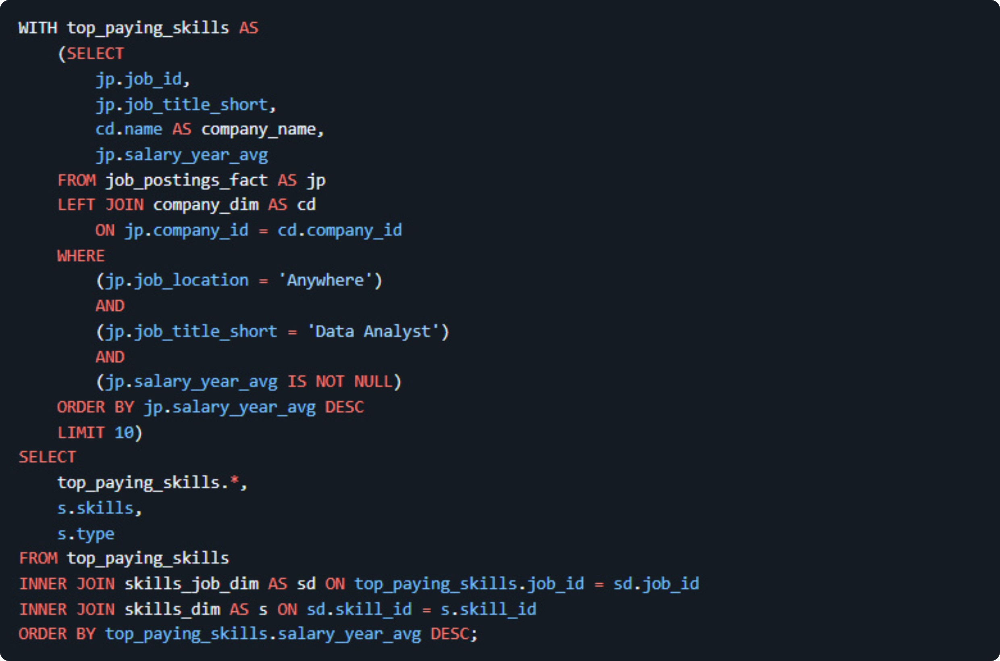 WITH top_paying_skills AS
    (SELECT
        jp.job_id,
        jp.job_title_short,
        cd.name AS company_name,
        jp.salary_year_avg
    FROM job_postings_fact AS jp
    LEFT JOIN company_dim AS cd
        ON jp.company_id = cd.company_id
    WHERE
        (jp.job_location = 'Anywhere')
        AND
        (jp.job_title_short = 'Data Analyst')
        AND
        (jp.salary_year_avg IS NOT NULL)
    ORDER BY jp.salary_year_avg DESC
    LIMIT 10)
SELECT
    top_paying_skills.*,
    s.skills,
    s.type
FROM top_paying_skills
INNER JOIN skills_job_dim AS sd ON top_paying_skills.job_id = sd.job_id
INNER JOIN skills_dim AS s ON sd.skill_id = s.skill_id
ORDER BY top_paying_skills.salary_year_avg DESC;